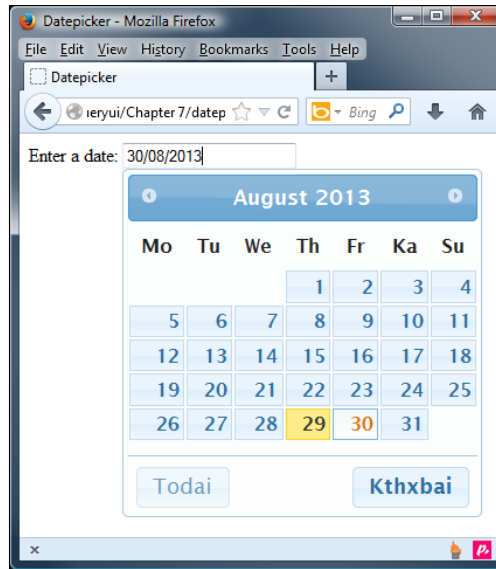 Datepicker - Mozilla Firefox
File Edit View History Bookmarks Tools Help
Datepicker
ieryui/Chapter 7/datep Bing
Enter a date: 30/08/2013
August 2013
Mo Tu We Th Fr Ka Su
1 2 3 4
5 6 7 8 9 10 11
12 13 14 15 16 17 18
19 20 21 22 23 24 25
26 27 28 29 30 31
Todai Kthxbai